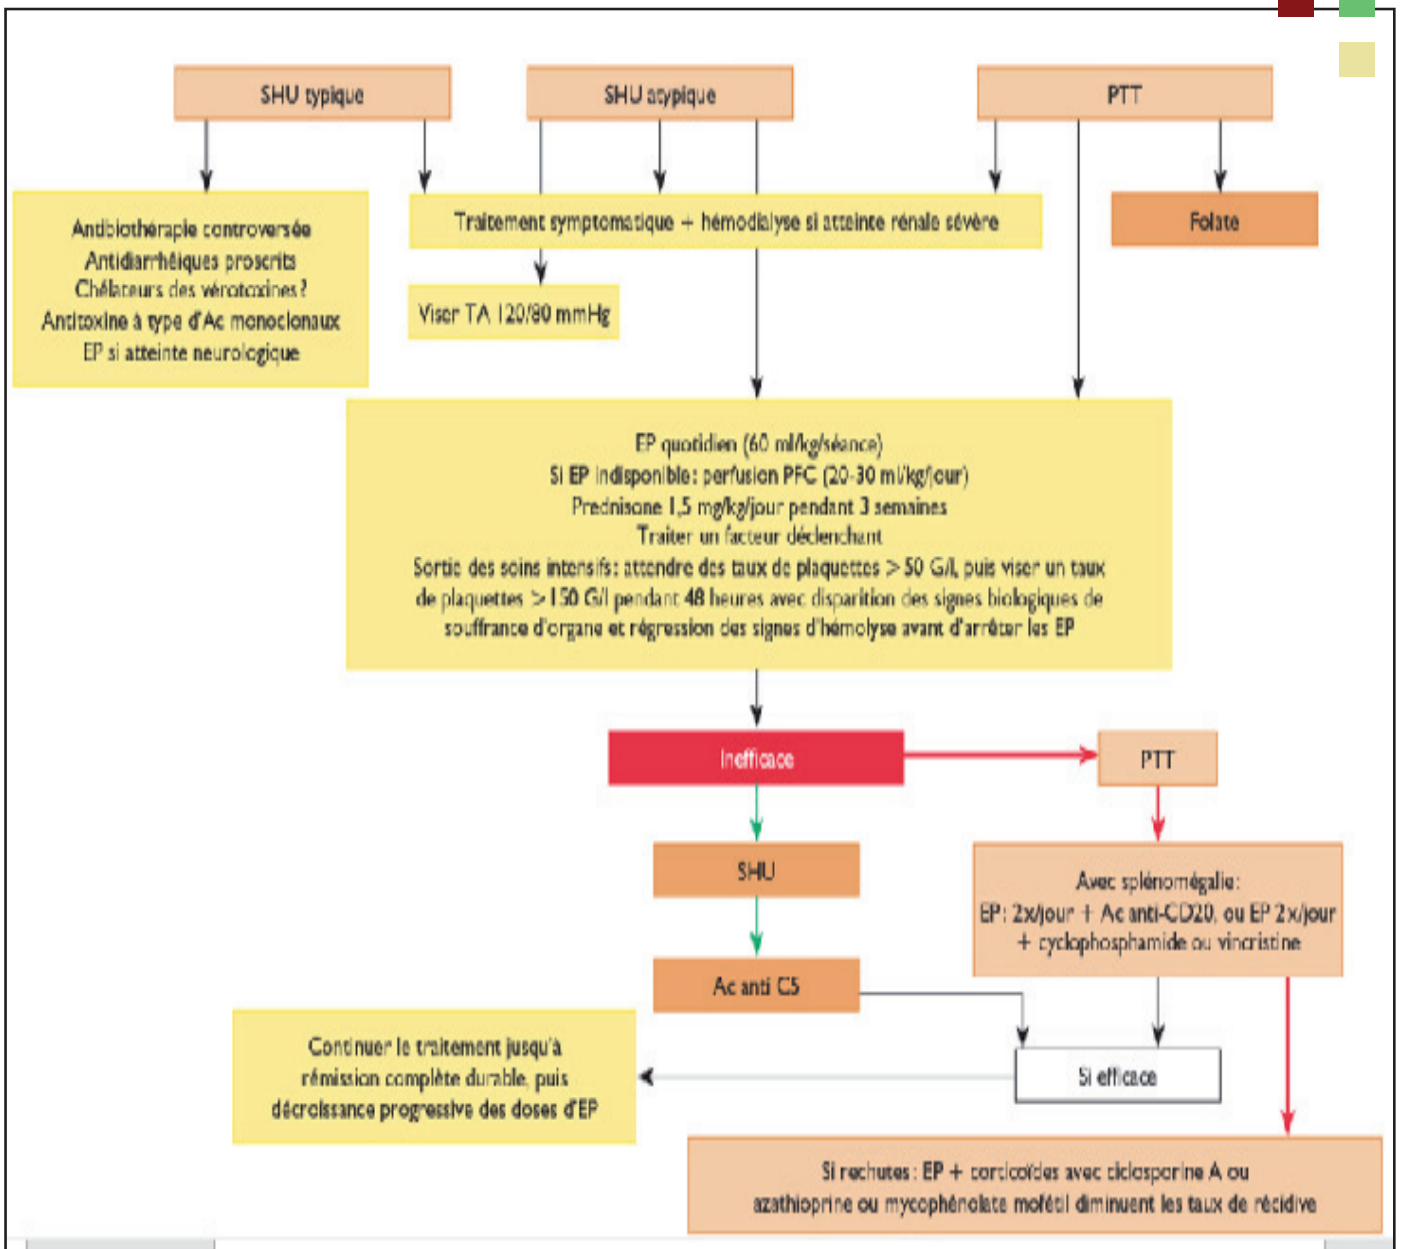 SHU typique
SHU atypique
PTT
Antibiothérapie controversée
Antidiarrhéiques proscrits
Chélateurs des vérotoxines?
Antitoxine à type d'Ac monoclonaux
EP si atteinte neurologique
Traitement symptomatique + hémodialyse si atteinte rénale sévère
Folate
Viser TA 120/80 mmHg
EP quotidien (60 ml/kg/séance)
Si EP indisponible: perfusion PFC (20-30 ml/kg/jour)
Prednisone 1,5 mg/kg/jour pendant 3 semaines
Traiter un facteur déclenchant
Sortie des soins intensifs: attendre des taux de plaquettes >50 G/l, puis viser un taux
de plaquettes >150 G/l pendant 48 heures avec disparition des signes biologiques de
souffrance d'organe et régression des signes d'hémolyse avant d'arrêter les EP
Inefficace
PTT
SHU
Avec splénomégalie:
EP: 2x/jour + Ac anti-CD20, ou EP 2x/jour
+ cyclophosphamide ou vincristine
Ac anti C5
Continuer le traitement jusqu'à
rémission complète durable, puis
décroissance progressive des doses d'EP
Si efficace
Si rechutes: EP + corticoïdes avec ciclosporine A ou
azathioprine ou mycophénolate mofétil diminuent les taux de récidive